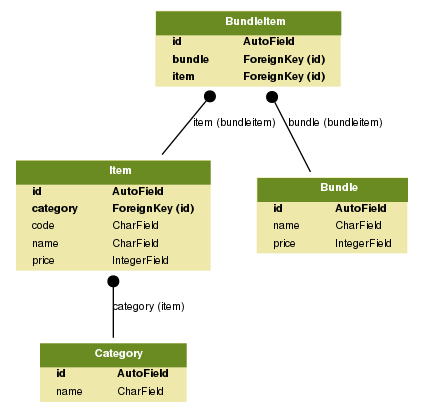 BundleItem
id AutoField
bundle ForeignKey (id)
item ForeignKey (id)
item (bundleitem)
bundle (bundleitem)
Item
id AutoField
category ForeignKey (id)
code CharField
name CharField
price IntegerField
Bundle
id AutoField
name CharField
price IntegerField
category (item)
Category
id AutoField
name CharField